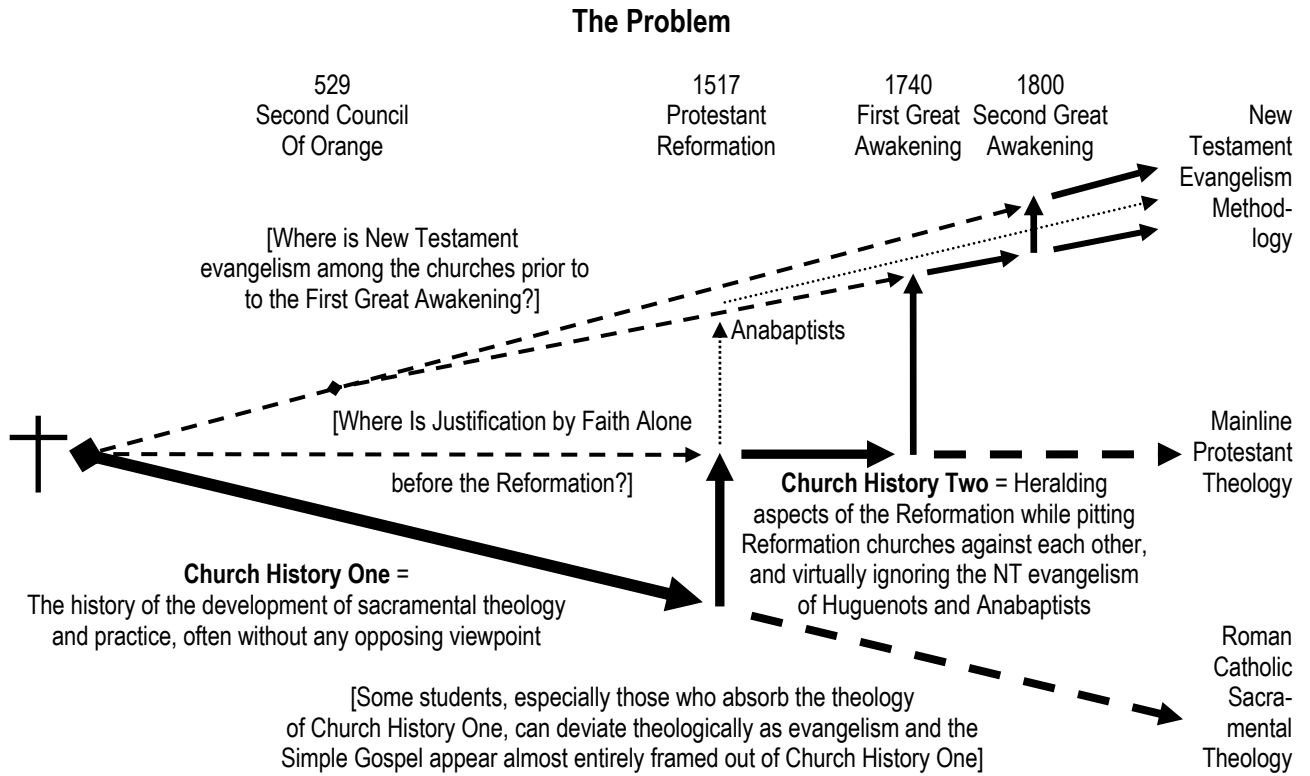 The Problem
529
Second Council
Of Orange
1517
Protestant
Reformation
1740
First Great
Awakening
1800
Second Great
Awakening
New
Testament
Evangelism
Method-
ology
[Where is New Testament
evangelism among the churches prior to
to the First Great Awakening?]
Anabaptists
[Where Is Justification by Faith Alone
before the Reformation?]
Mainline
Protestant
Theology
Church History Two = Heralding
aspects of the Reformation while pitting
Reformation churches against each other,
and virtually ignoring the NT evangelism
of Huguenots and Anabaptists
Church History One =
The history of the development of sacramental theology
and practice, often without any opposing viewpoint
Roman
Catholic
Sacra-
mental
Theology
[Some students, especially those who absorb the theology
of Church History One, can deviate theologically as evangelism and the
Simple Gospel appear almost entirely framed out of Church History One]